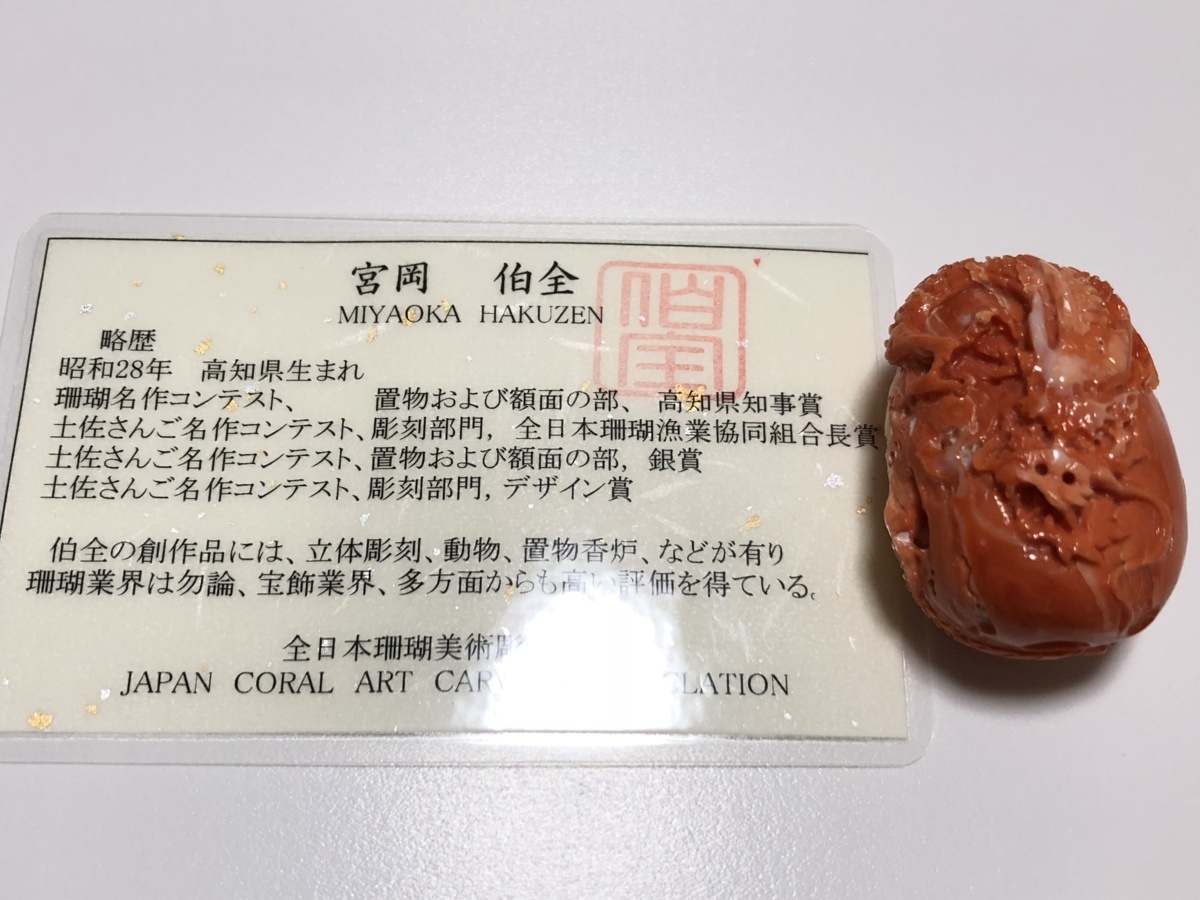 宮岡 伯全
伯全
MIYAOKA HAKUZEN
略歴
昭和28年 高知県生まれ
珊瑚名作コンテスト、 置物および額面の部、 高知県知事賞
土佐さんご名作コンテスト、彫刻部門, 全日本珊瑚漁業協同組合長賞
土佐さんご名作コンテスト、置物および額面の部, 銀賞
土佐さんご名作コンテスト、彫刻部門, デザイン賞
伯全の創作品には、立体彫刻、動物、置物香炉、などが有り
珊瑚業界は勿論、宝飾業界、多方面からも高い評価を得ている。
全日本珊瑚美術
JAPAN CORAL ART